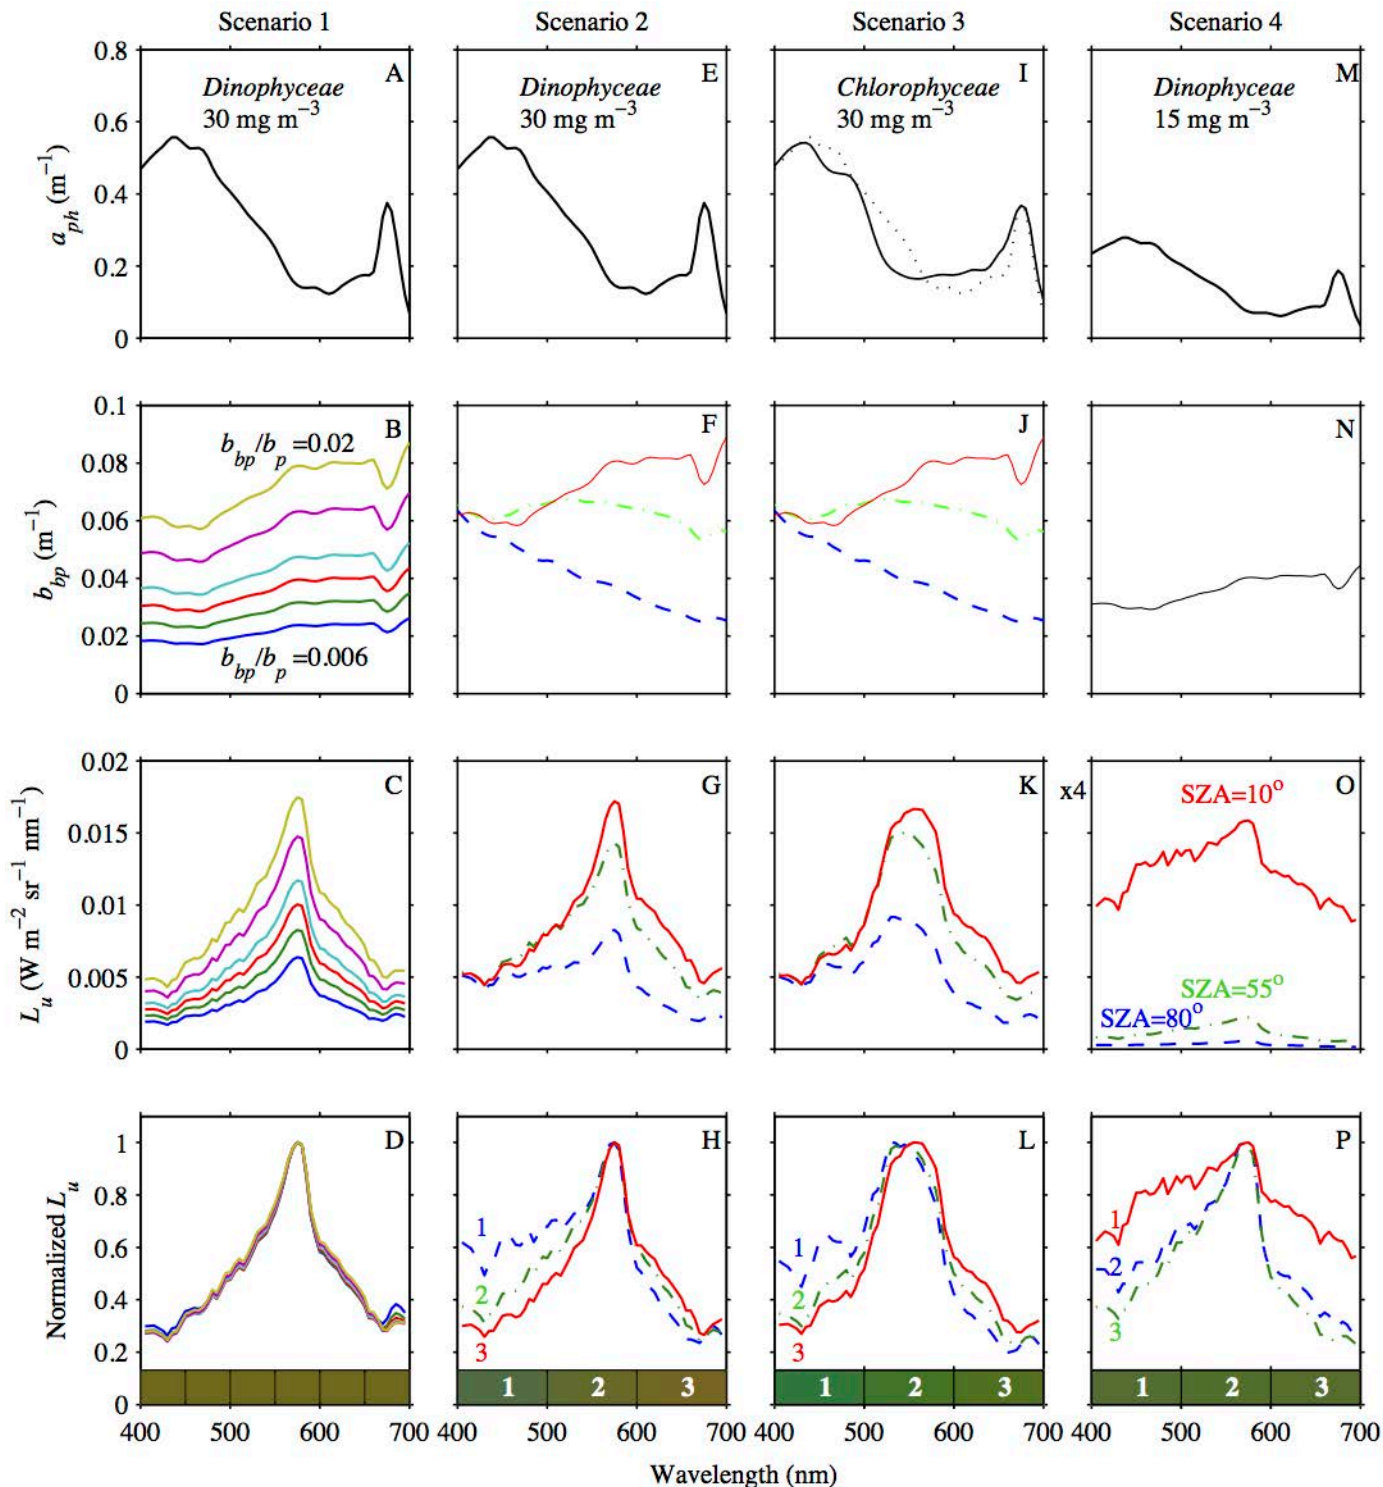 Scenario 1 Scenario 2 Scenario 3 Scenario 4
0.8 A E I M
Dinophyceae Dinophyceae Chlorophyceae Dinophyceae
30 mg m⁻³ 30 mg m⁻³ 30 mg m⁻³ 15 mg m⁻³
0.6
a_ph (m⁻¹)
0.4
0.2
0
0.1 B F J N
b_bp/b_p=0.02
0.08
0.06
b_bp (m⁻¹)
0.04
0.02
b_bp/b_p=0.006
0
0.02 C G K x4 O
SZA=10°
0.015
L_u (W m⁻² sr⁻¹ nm⁻¹)
0.01
0.005
SZA=55°
SZA=80°
0
D H L P
1
Normalized L_u
0.8
0.6
0.4
0.2
0
1 2 3
1 2 3
1 2 3
1 2 3
1 2 3
1 2 3
400 500 600 700 400 500 600 700 400 500 600 700 400 500 600 700
Wavelength (nm)